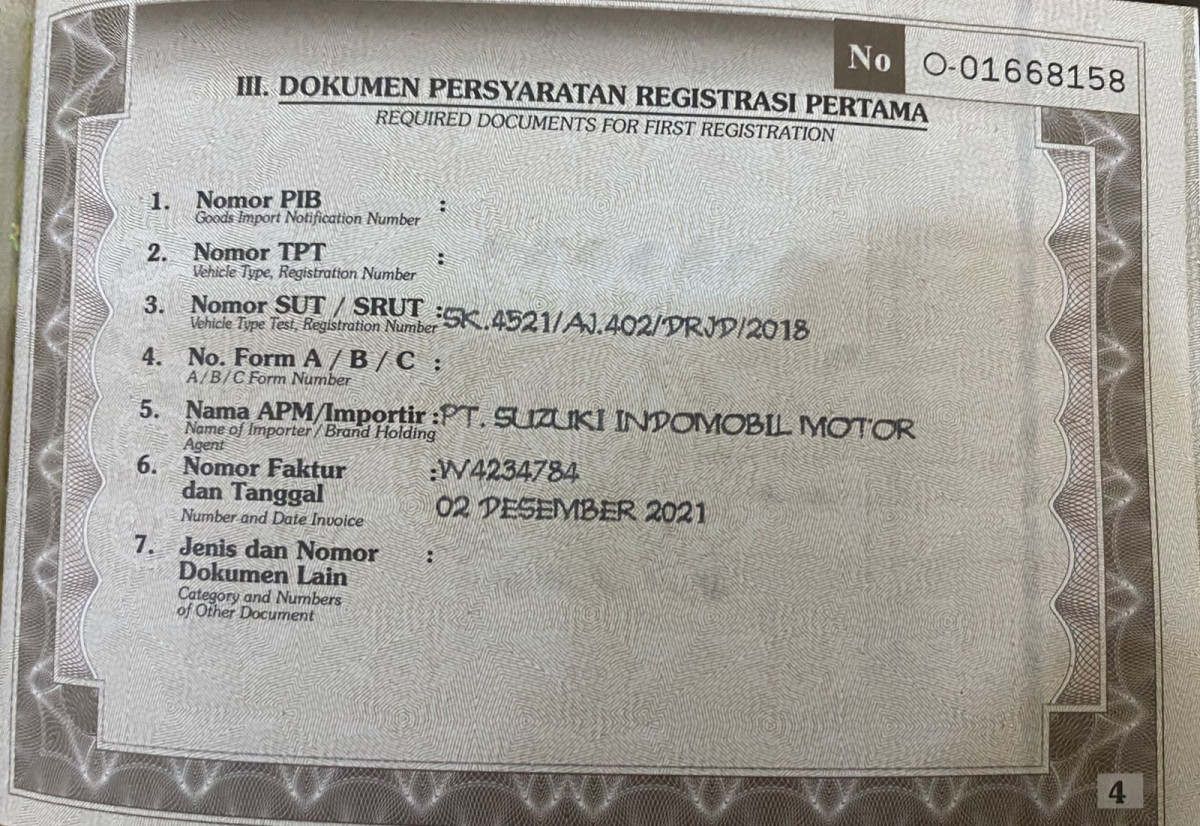 No O-01668158
III. DOKUMEN PERSYARATAN REGISTRASI PERTAMA
REQUIRED DOCUMENTS FOR FIRST REGISTRATION
1. Nomor PIB :
Goods Import Notification Number
2. Nomor TPT :
Vehicle Type, Registration Number
3. Nomor SUT / SRUT : SK.4521/AJ.402/DRJD/2018
Vehicle Type Test, Registration Number
4. No. Form A / B / C :
A / B / C Form Number
5. Nama APM/Importir : PT. SUZUKI INDOMOBIL MOTOR
Name of Importer / Brand Holding
Agent
6. Nomor Faktur : W4234784
dan Tanggal 02 DESEMBER 2021
Number and Date Invoice
7. Jenis dan Nomor :
Dokumen Lain
Category and Numbers
of Other Document
4